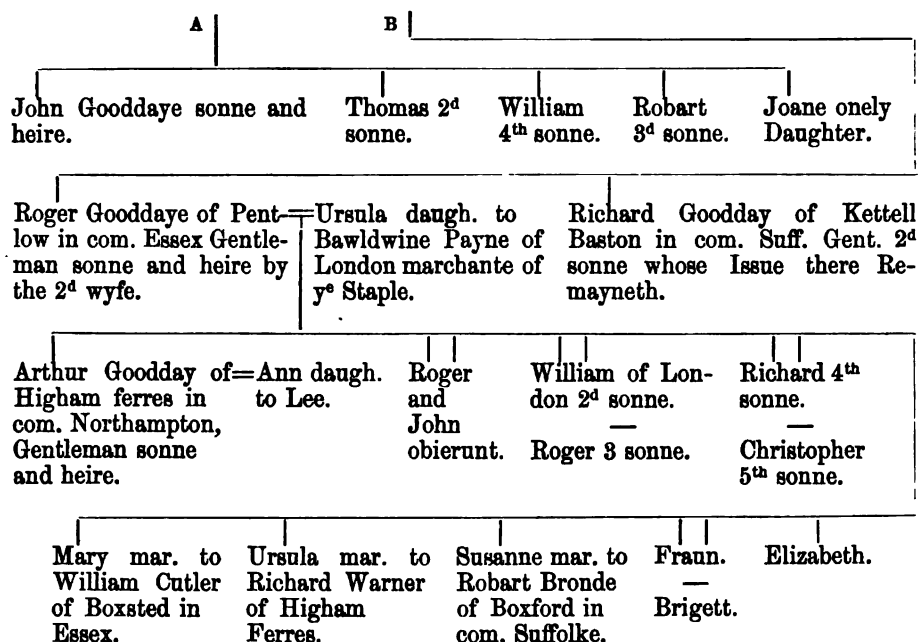 A B
John Gooddaye sonne and
heire.
Thomas 2d
sonne.
William
4th sonne.
Robart
3d sonne.
Joane onely
Daughter.
Roger Gooddaye of Pent-
low in com. Essex Gentle-
man sonne and heire by
the 2d wyfe.
=Ursula daugh. to
Bawldwine Payne of
London marchante of
ye Staple.
Richard Goodday of Kettell
Baston in com. Suff. Gent. 2d
sonne whose Issue there Re-
mayneth.
Arthur Goodday of
Higham ferres in
com. Northampton,
Gentleman sonne
and heire.
=Ann daugh.
to Lee.
Roger
and
John
obierunt.
William of Lon-
don 2d sonne.
—
Roger 3 sonne.
Richard 4th
sonne.
—
Christopher
5th sonne.
Mary mar. to
William Cutler
of Boxsted in
Essex.
Ursula mar. to
Richard Warner
of Higham
Ferres.
Susanne mar. to
Robart Bronde
of Boxford in
com. Suffolke.
Fraun.
—
Brigett.
Elizabeth.